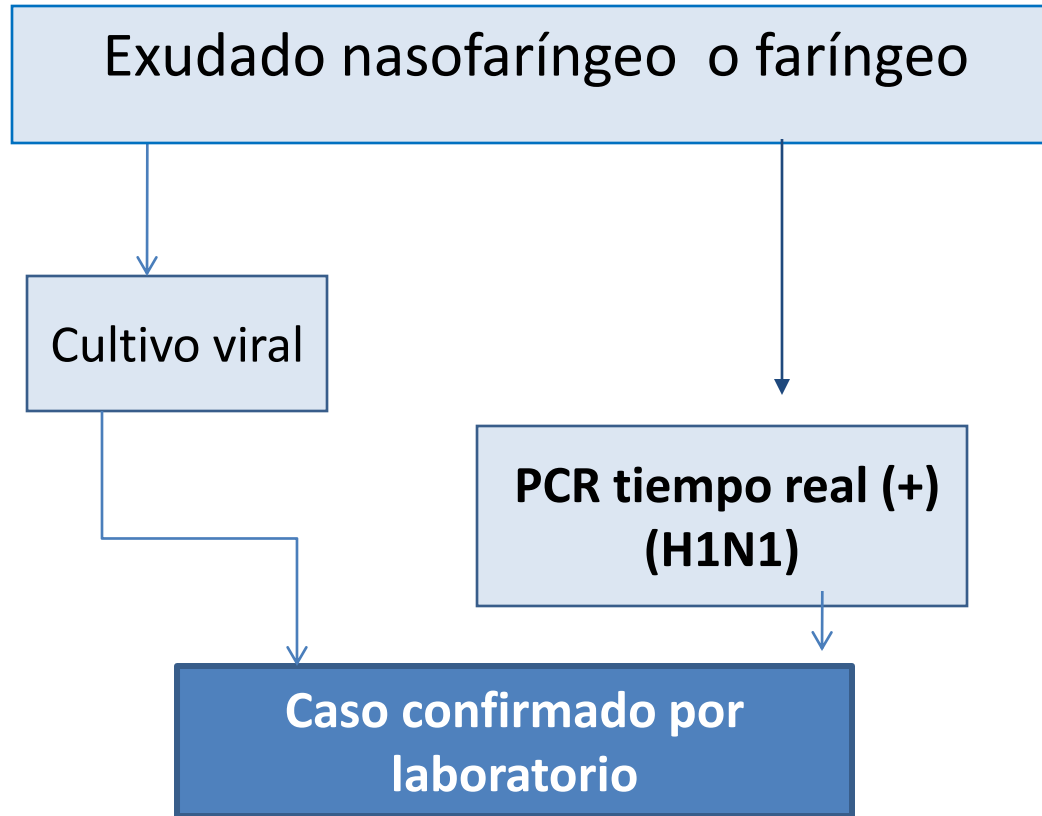 Exudado nasofaríngeo o faríngeo
Cultivo viral
PCR tiempo real (+)
(H1N1)
Caso confirmado por
laboratorio